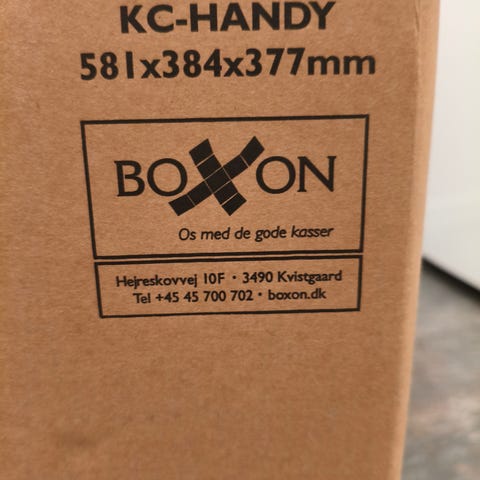 KC-HANDY
581x384x377mm
BOXON
Os med de gode kasser
Hejreskovvej 10F · 3490 Kvistgaard
Tel +45 45 700 702 · boxon.dk